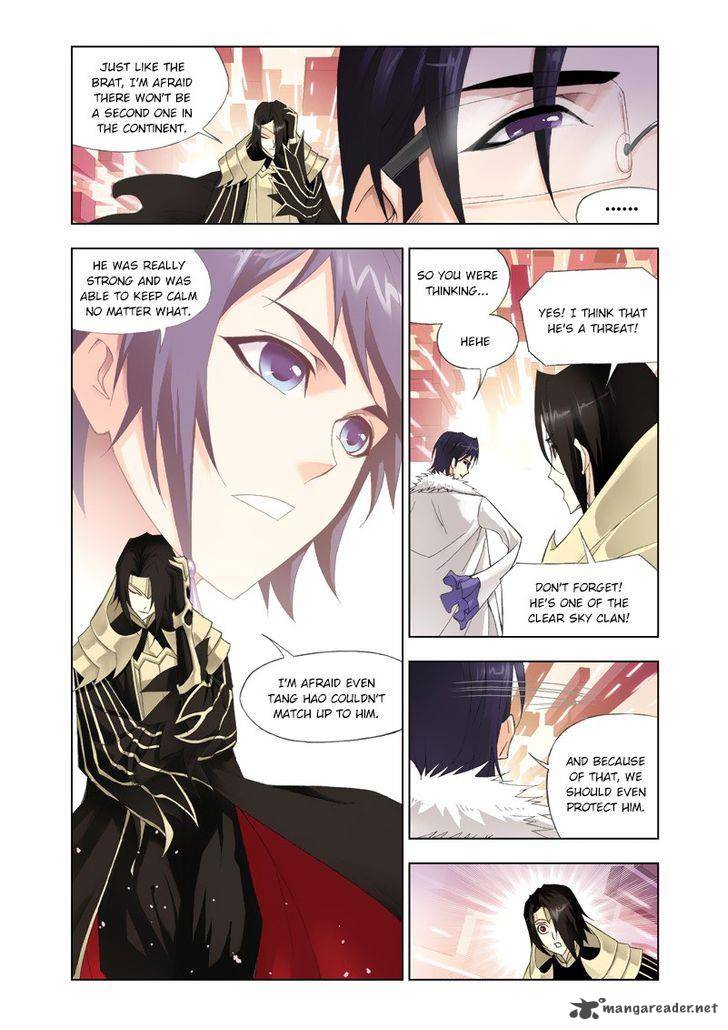 JUST LIKE THE
BRAT, I'M AFRAID
THERE WON'T BE
A SECOND ONE IN
THE CONTINENT.
......
HE WAS REALLY
STRONG AND WAS
ABLE TO KEEP CALM
NO MATTER WHAT.
I'M AFRAID EVEN
TANG HAO COULDN'T
MATCH UP TO HIM.
SO YOU WERE
THINKING...
HEHE
YES! I THINK THAT
HE'S A THREAT!
DON'T FORGET!
HE'S ONE OF THE
CLEAR SKY CLAN!
AND BECAUSE
OF THAT, WE
SHOULD EVEN
PROTECT HIM.
mangareader.net